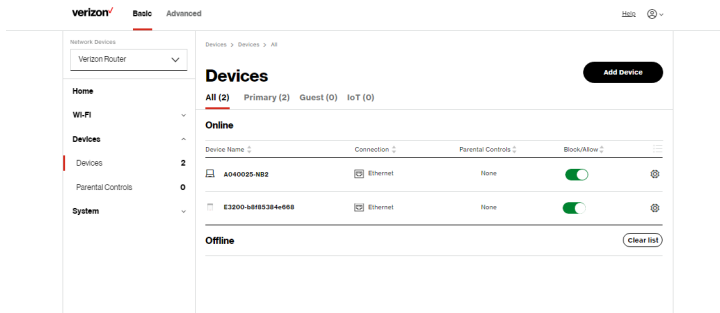 verizon Basic Advanced Help
Network Devices
Verizon Router
Home
Wi-Fi
Devices
Devices 2
Parental Controls 0
System
Devices > Devices > All
Devices
Add Device
All (2) Primary (2) Guest (0) IoT (0)
Online
Device Name Connection Parental Controls Block/Allow
A040025-NB2 Ethernet None
E3200-b8f85384e668 Ethernet None
Offline Clear list